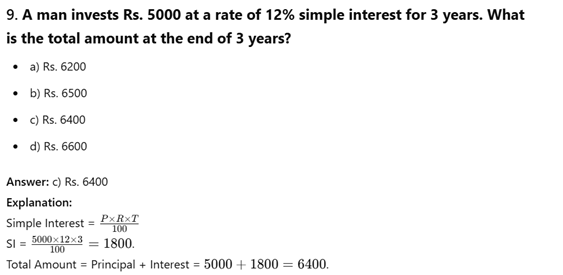 9. A man invests Rs. 5000 at a rate of 12% simple interest for 3 years. What
is the total amount at the end of 3 years?
• a) Rs. 6200
• b) Rs. 6500
• c) Rs. 6400
• d) Rs. 6600
Answer: c) Rs. 6400
Explanation:
Simple Interest = P×R×T/100
SI = 5000×12×3/100 = 1800.
Total Amount = Principal + Interest = 5000 + 1800 = 6400.